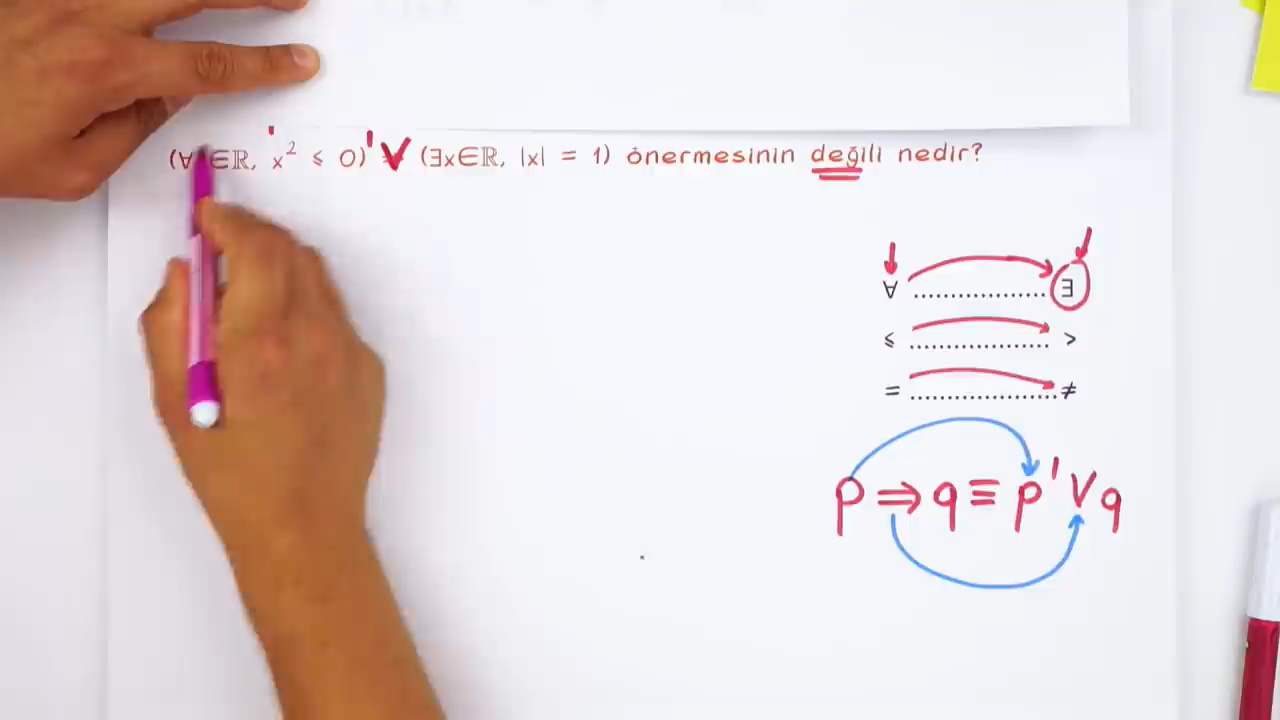 (∀ ∈ℝ, 'x² ≤ 0)' ∨ (∃x∈ℝ, |x| = 1) önermesinin değili nedir?
∀ .................... ∃
≤ .................... >
= .................... ≠
p ⇒ q ≡ p' ∨ q